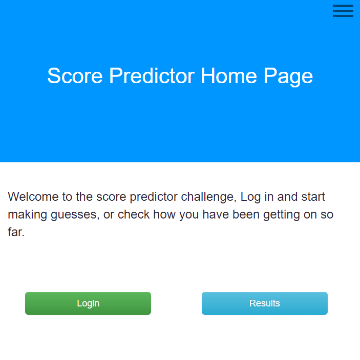 Score Predictor Home Page
Welcome to the score predictor challenge, Log in and start
making guesses, or check how you have been getting on so
far.
Login
Results